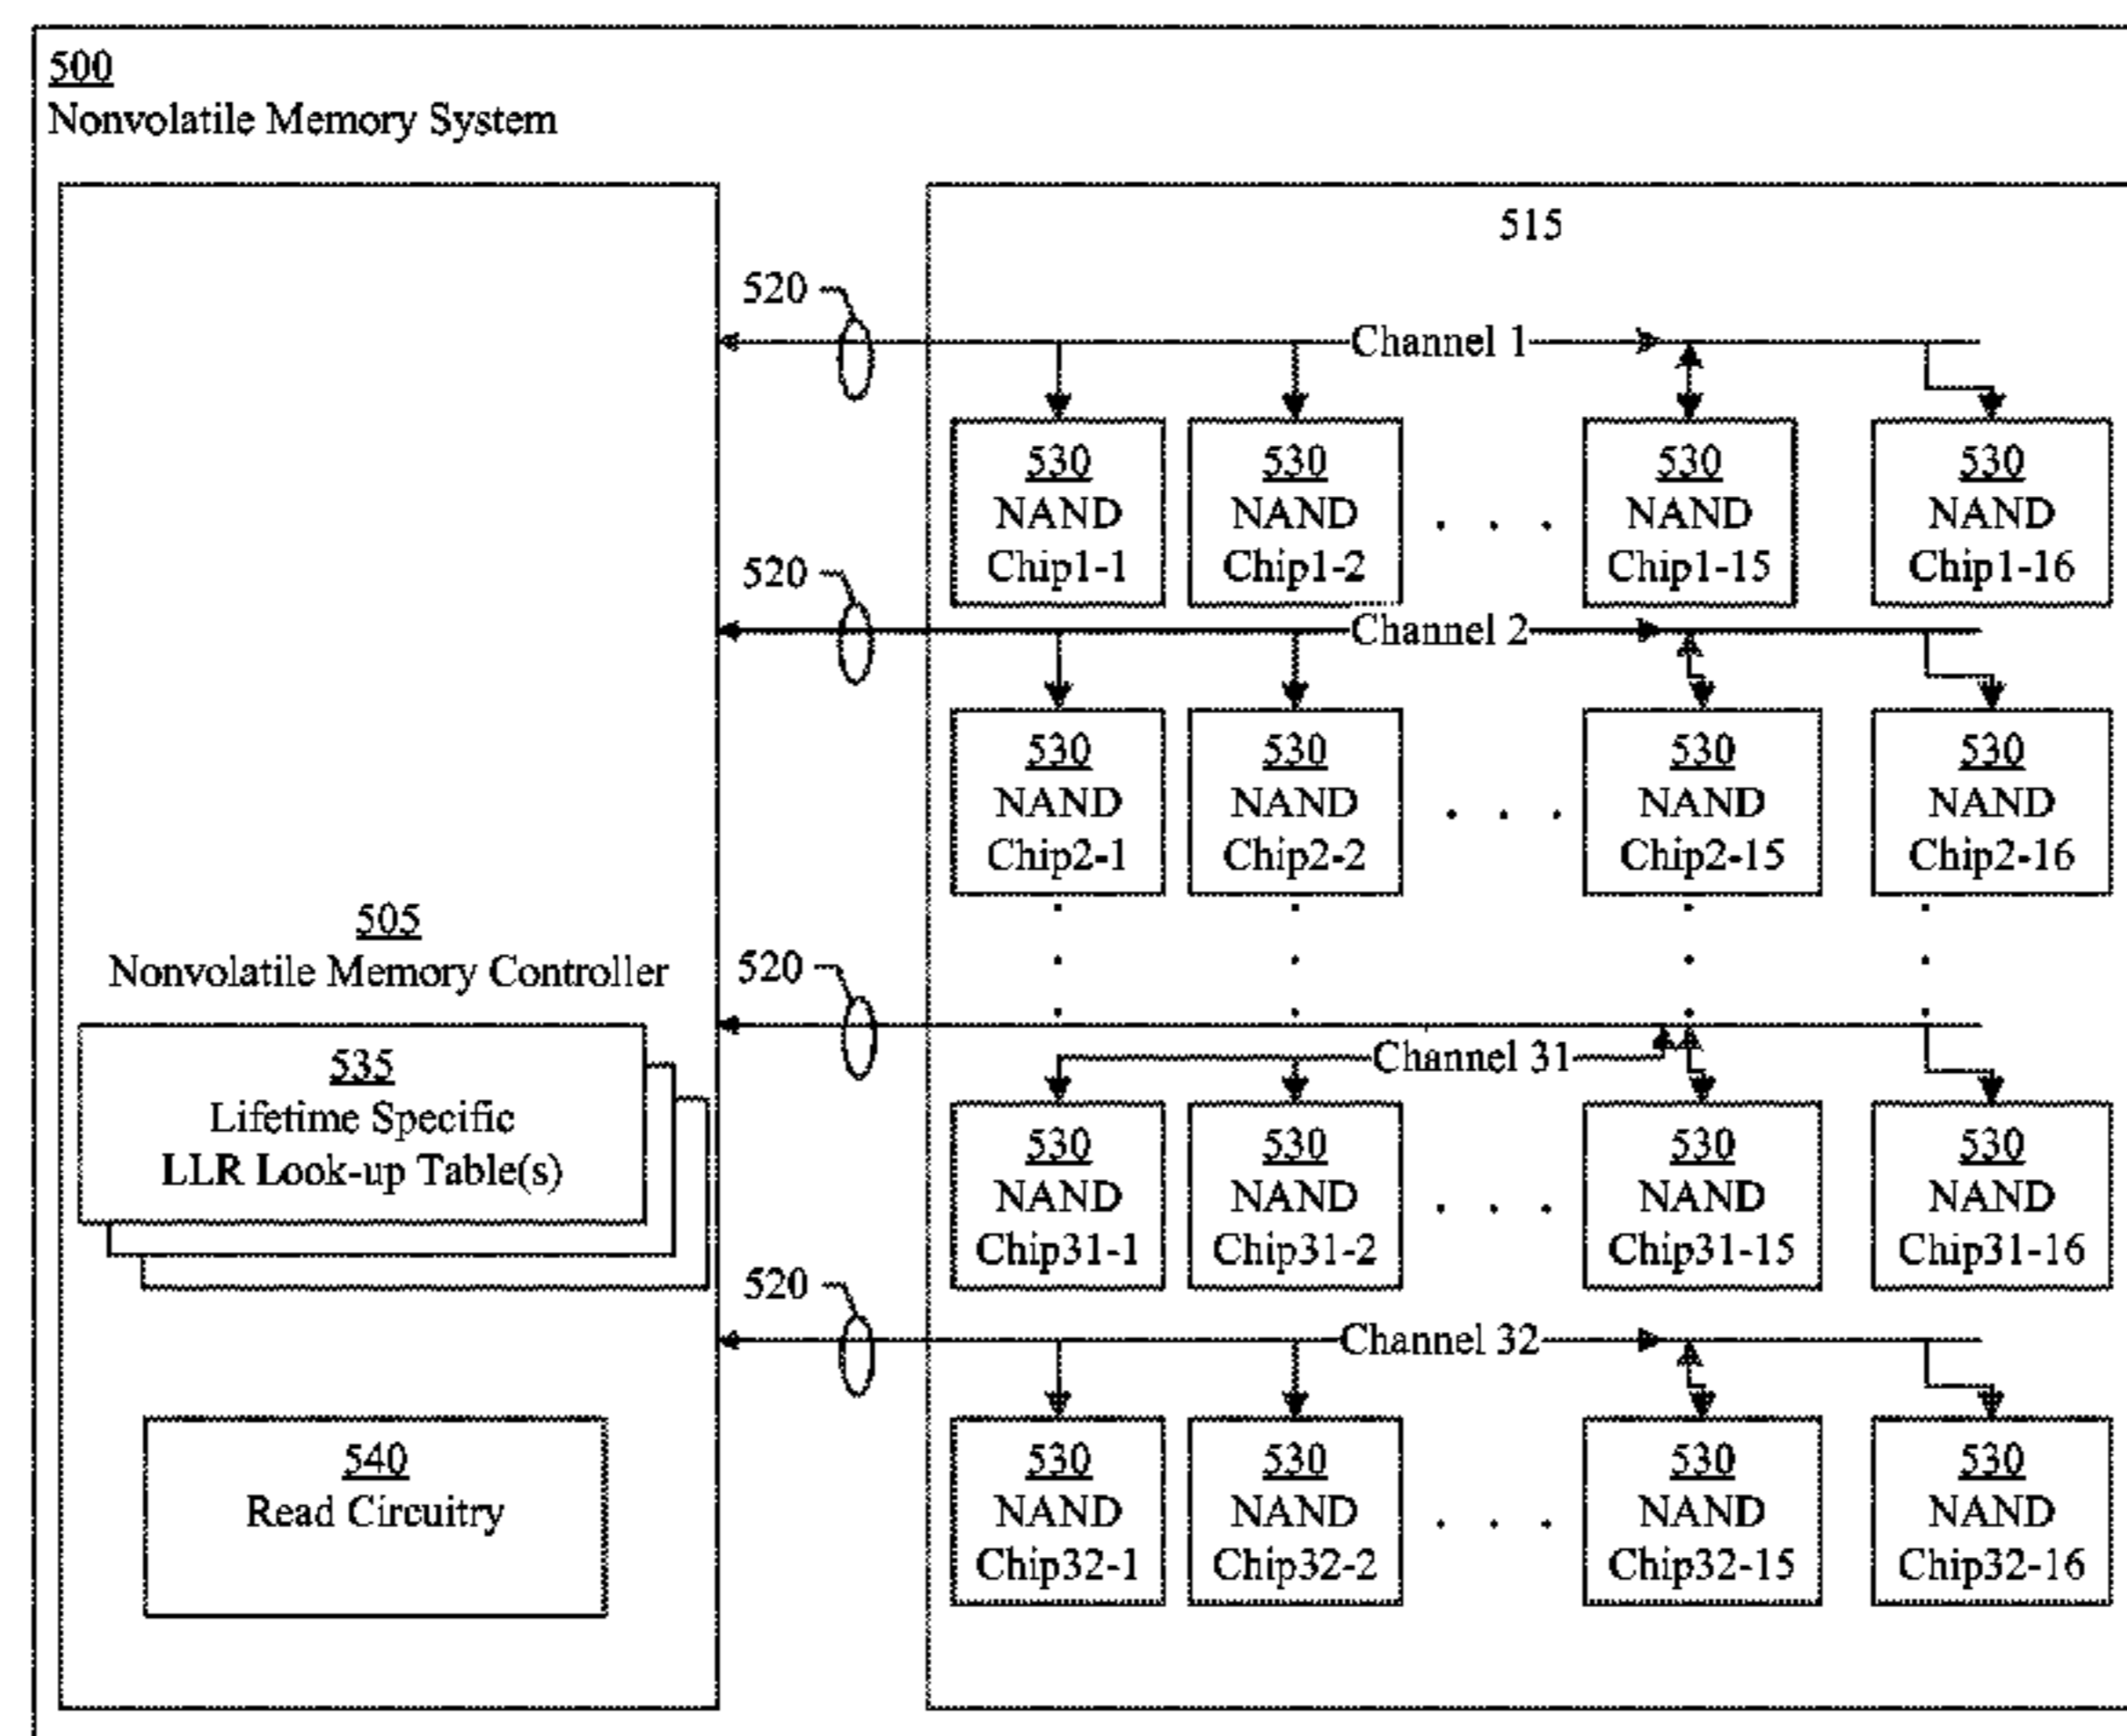 500
Nonvolatile Memory System
515
520
Channel 1
530
NAND
Chip1-1
530
NAND
Chip1-2
. . .
530
NAND
Chip1-15
530
NAND
Chip1-16
520
Channel 2
530
NAND
Chip2-1
530
NAND
Chip2-2
. . .
530
NAND
Chip2-15
530
NAND
Chip2-16
505
Nonvolatile Memory Controller
520
Channel 31
535
Lifetime Specific
LLR Look-up Table(s)
530
NAND
Chip31-1
530
NAND
Chip31-2
. . .
530
NAND
Chip31-15
530
NAND
Chip31-16
520
Channel 32
540
Read Circuitry
530
NAND
Chip32-1
530
NAND
Chip32-2
. . .
530
NAND
Chip32-15
530
NAND
Chip32-16